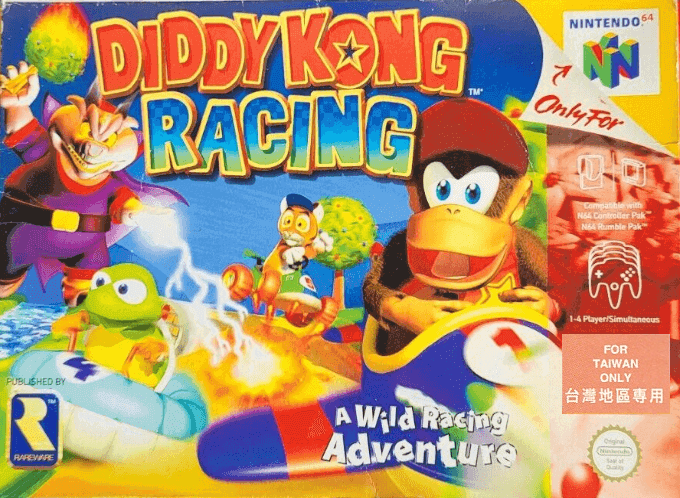 DIDDY KONG
RACING
TM
NINTENDO 64
Only For
Compatible with
N64 Controller Pak™
N64 Rumble Pak™
1-4 Player/Simultaneous
FOR
TAIWAN
ONLY
台灣地區專用
4
PUBLISHED BY
R
TM
RAREWARE
A Wild Racing
Adventure
Original
Nintendo
Seal of
Quality